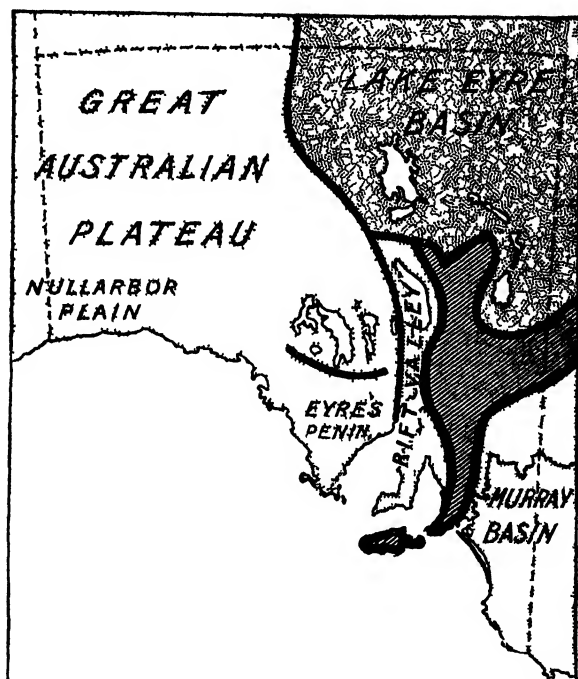 GREAT
AUSTRALIAN
PLATEAU
LAKE EYRE
BASIN
NULLARBOR
PLAIN
RIFT VALLEY
EYRES
PENIN.
MURRAY
BASIN